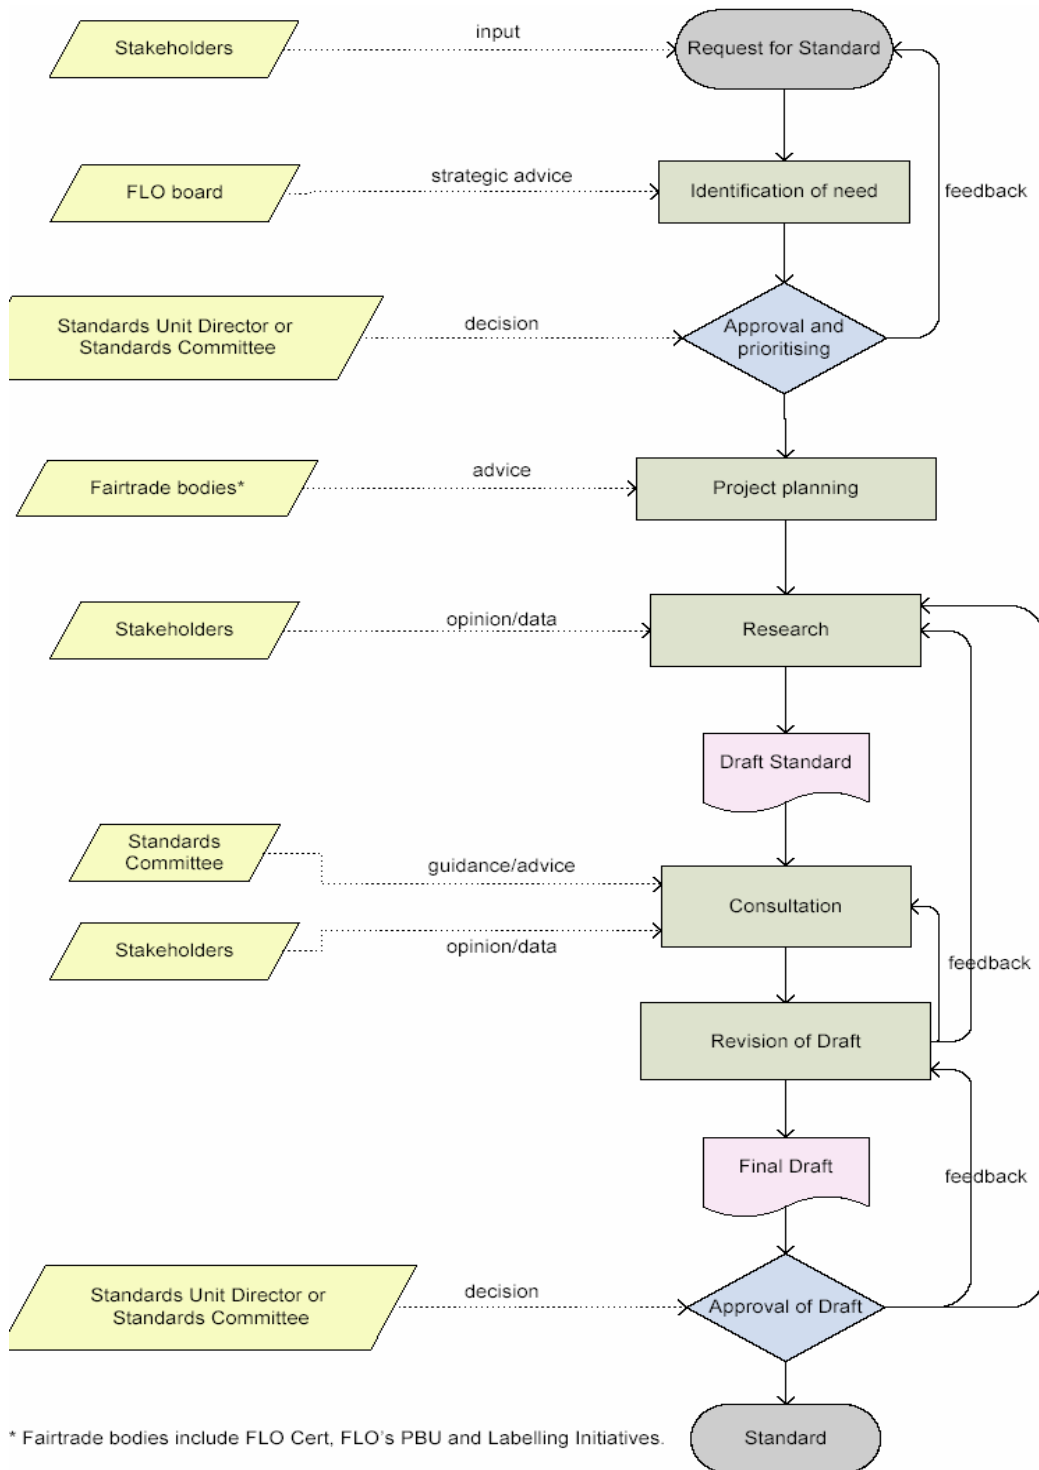 Stakeholders
input
Request for Standard
FLO board
strategic advice
Identification of need
feedback
Standards Unit Director or
Standards Committee
decision
Approval and
prioritising
Fairtrade bodies*
advice
Project planning
Stakeholders
opinion/data
Research
Draft Standard
Standards
Committee
guidance/advice
Consultation
Stakeholders
opinion/data
feedback
Revision of Draft
Final Draft
feedback
Standards Unit Director or
Standards Committee
decision
Approval of Draft
* Fairtrade bodies include FLO Cert, FLO's PBU and Labelling Initiatives.
Standard